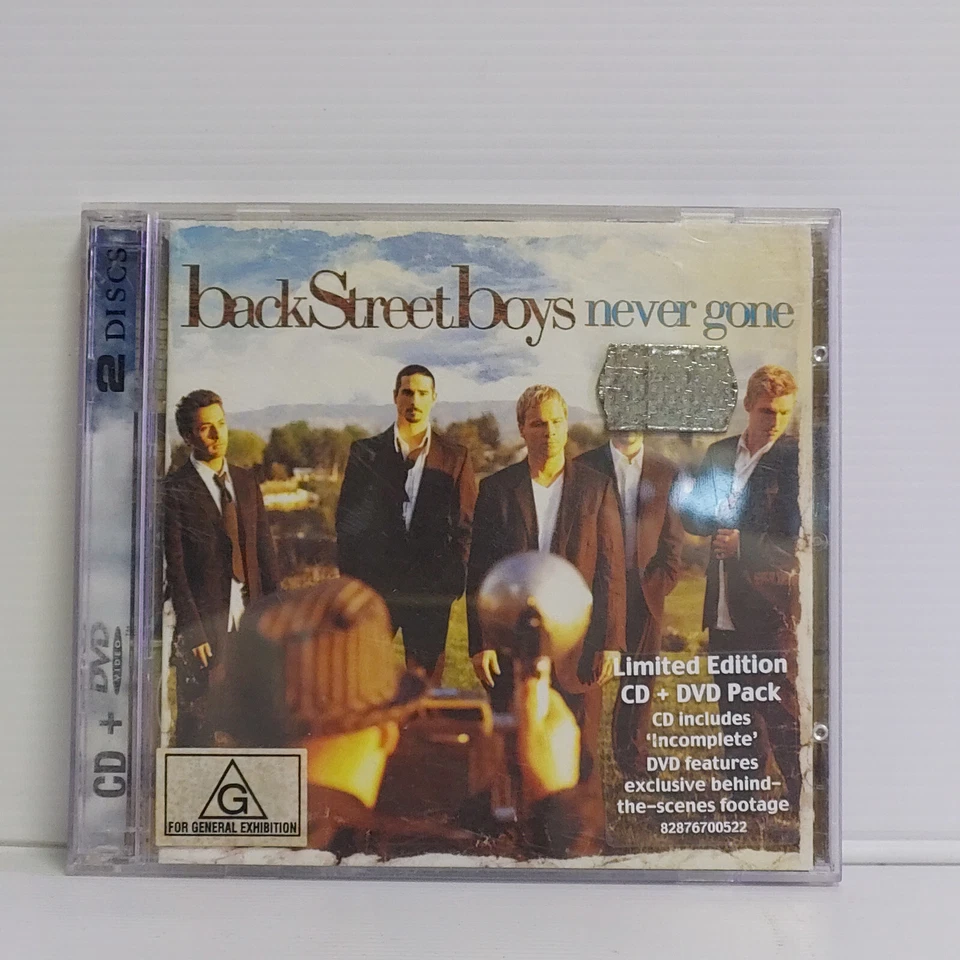 backStreetboys never gone
2 DISCS
CD + DVD
VIDEO™
G
FOR GENERAL EXHIBITION
Limited Edition
CD + DVD Pack
CD includes
‘Incomplete’
DVD features
exclusive behind-
the-scenes footage
82876700522